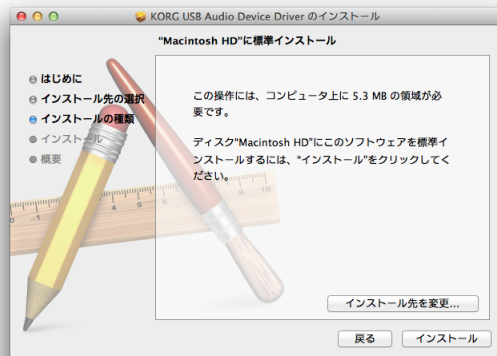 KORG USB Audio Device Driver のインストール
“Macintosh HD”に標準インストール
はじめに
インストール先の選択
インストールの種類
インストール
概要
この操作には、コンピュータ上に 5.3 MB の領域が必
要です。
ディスク“Macintosh HD”にこのソフトウェアを標準イ
ンストールするには、“インストール”をクリックしてく
ださい。
4 5 6 9 10
インストール先を変更...
戻る インストール